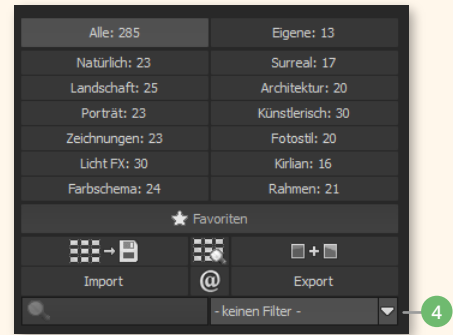 Alle: 285 Eigene: 13
Natürlich: 23 Surreal: 17
Landschaft: 25 Architektur: 20
Porträt: 23 Künstlerisch: 30
Zeichnungen: 23 Fotostil: 20
Licht FX: 30 Kirlian: 16
Farbschema: 24 Rahmen: 21
Favoriten
Import @ Export
- keinen Filter - 4